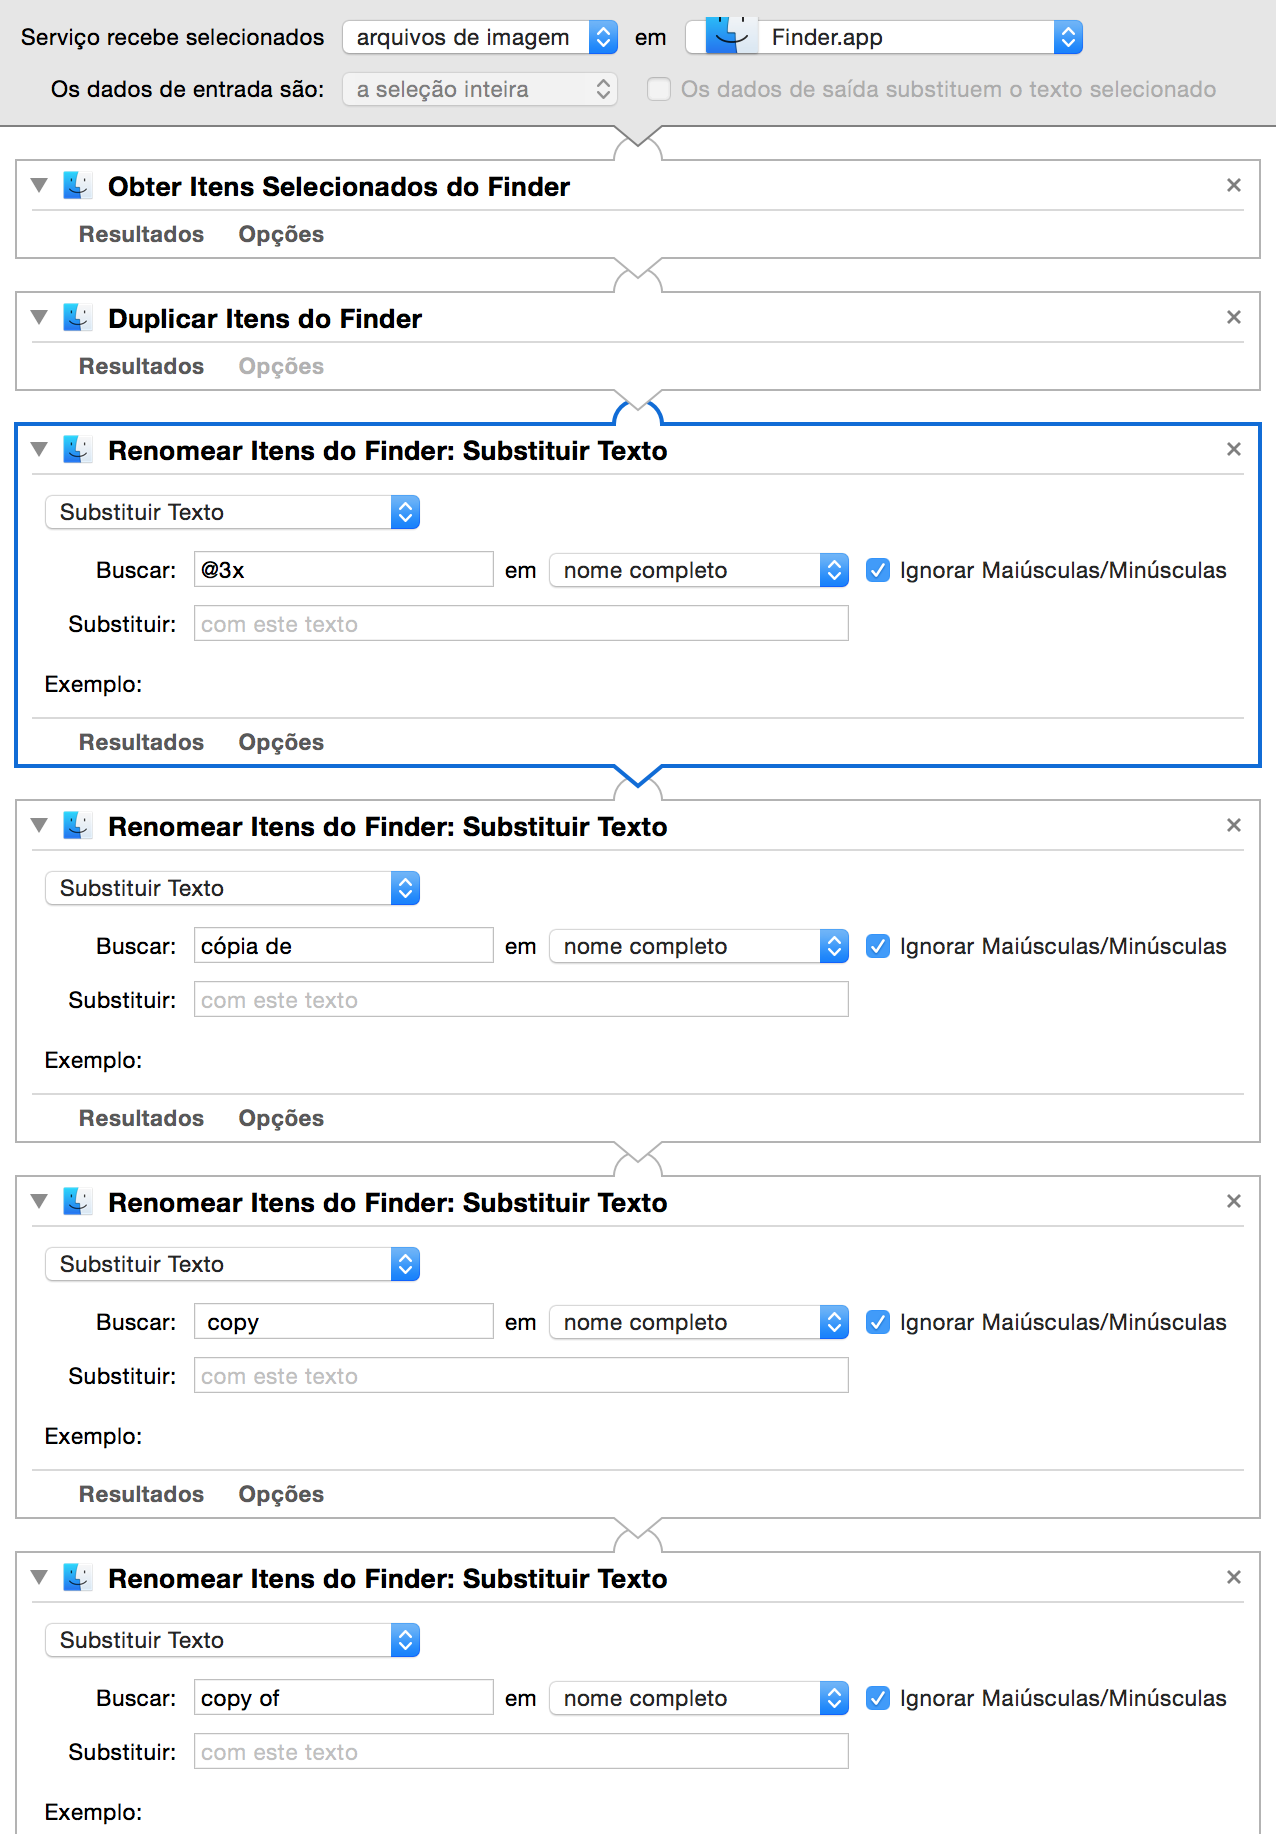 Serviço recebe selecionados arquivos de imagem em Finder.app
Os dados de entrada são: a seleção inteira Os dados de saída substituem o texto selecionado
Obter Itens Selecionados do Finder
Resultados Opções
Duplicar Itens do Finder
Resultados Opções
Renomear Itens do Finder: Substituir Texto
Substituir Texto
Buscar: @3x em nome completo Ignorar Maiúsculas/Minúsculas
Substituir: com este texto
Exemplo:
Resultados Opções
Renomear Itens do Finder: Substituir Texto
Substituir Texto
Buscar: cópia de em nome completo Ignorar Maiúsculas/Minúsculas
Substituir: com este texto
Exemplo:
Resultados Opções
Renomear Itens do Finder: Substituir Texto
Substituir Texto
Buscar: copy em nome completo Ignorar Maiúsculas/Minúsculas
Substituir: com este texto
Exemplo:
Resultados Opções
Renomear Itens do Finder: Substituir Texto
Substituir Texto
Buscar: copy of em nome completo Ignorar Maiúsculas/Minúsculas
Substituir: com este texto
Exemplo: